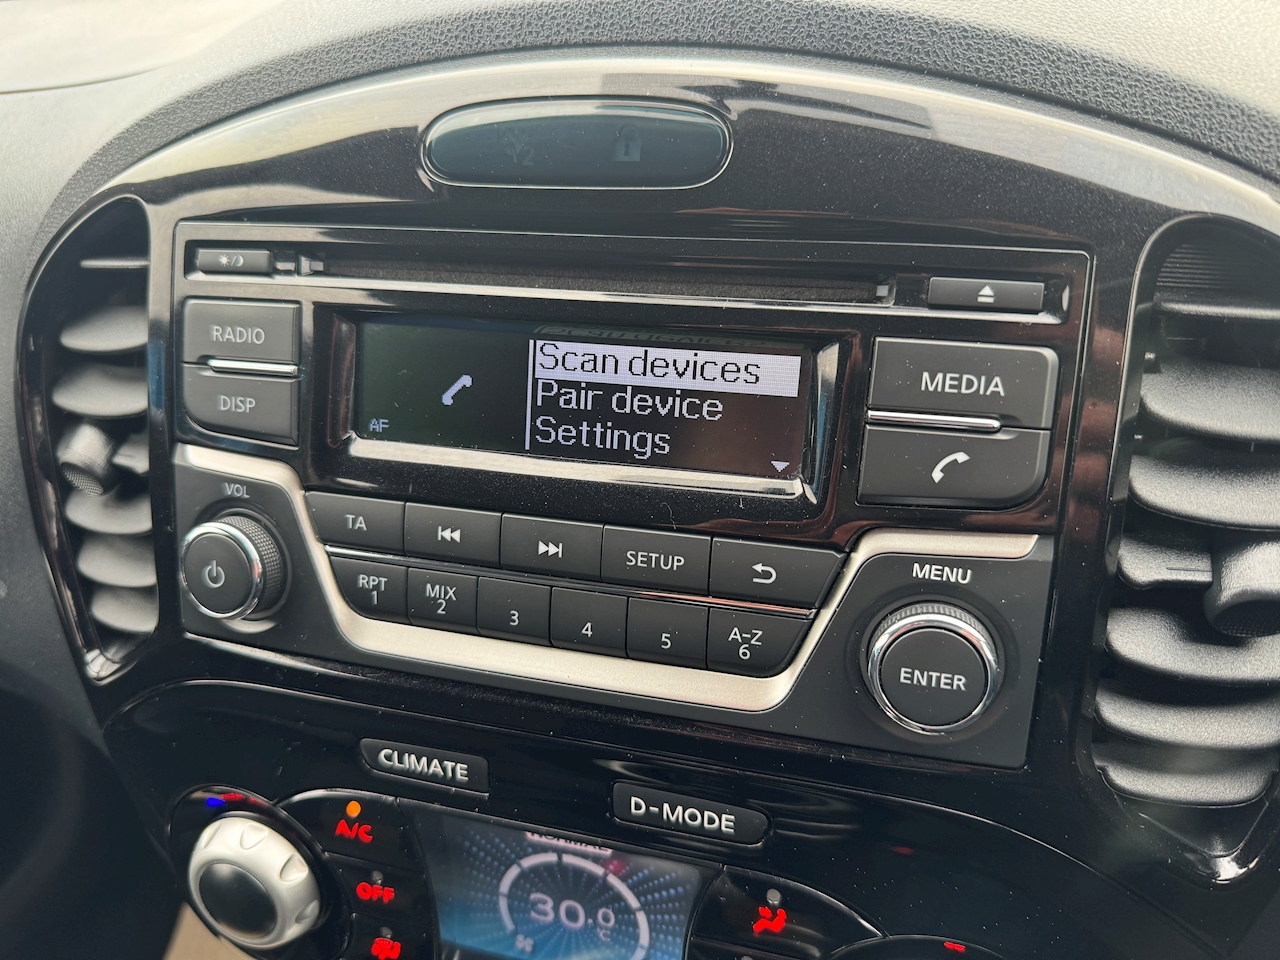 RADIO
DISP
AF
Scan devices
Pair device
Settings
MEDIA
VOL
TA
SETUP
MENU
RPT
1
MIX
2
3
4
5
A-Z
6
ENTER
CLIMATE
D-MODE
A/C
OFF
NORMAL
30.0
°C